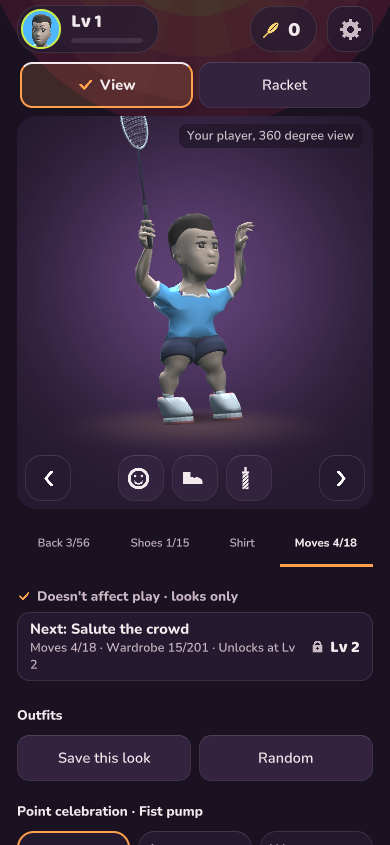 Lv 1
0
View
Racket
Your player, 360 degree view
Back 3/56
Shoes 1/15
Shirt
Moves 4/18
Doesn't affect play · looks only
Next: Salute the crowd
Moves 4/18 · Wardrobe 15/201 · Unlocks at Lv
2
Lv 2
Outfits
Save this look
Random
Point celebration · Fist pump